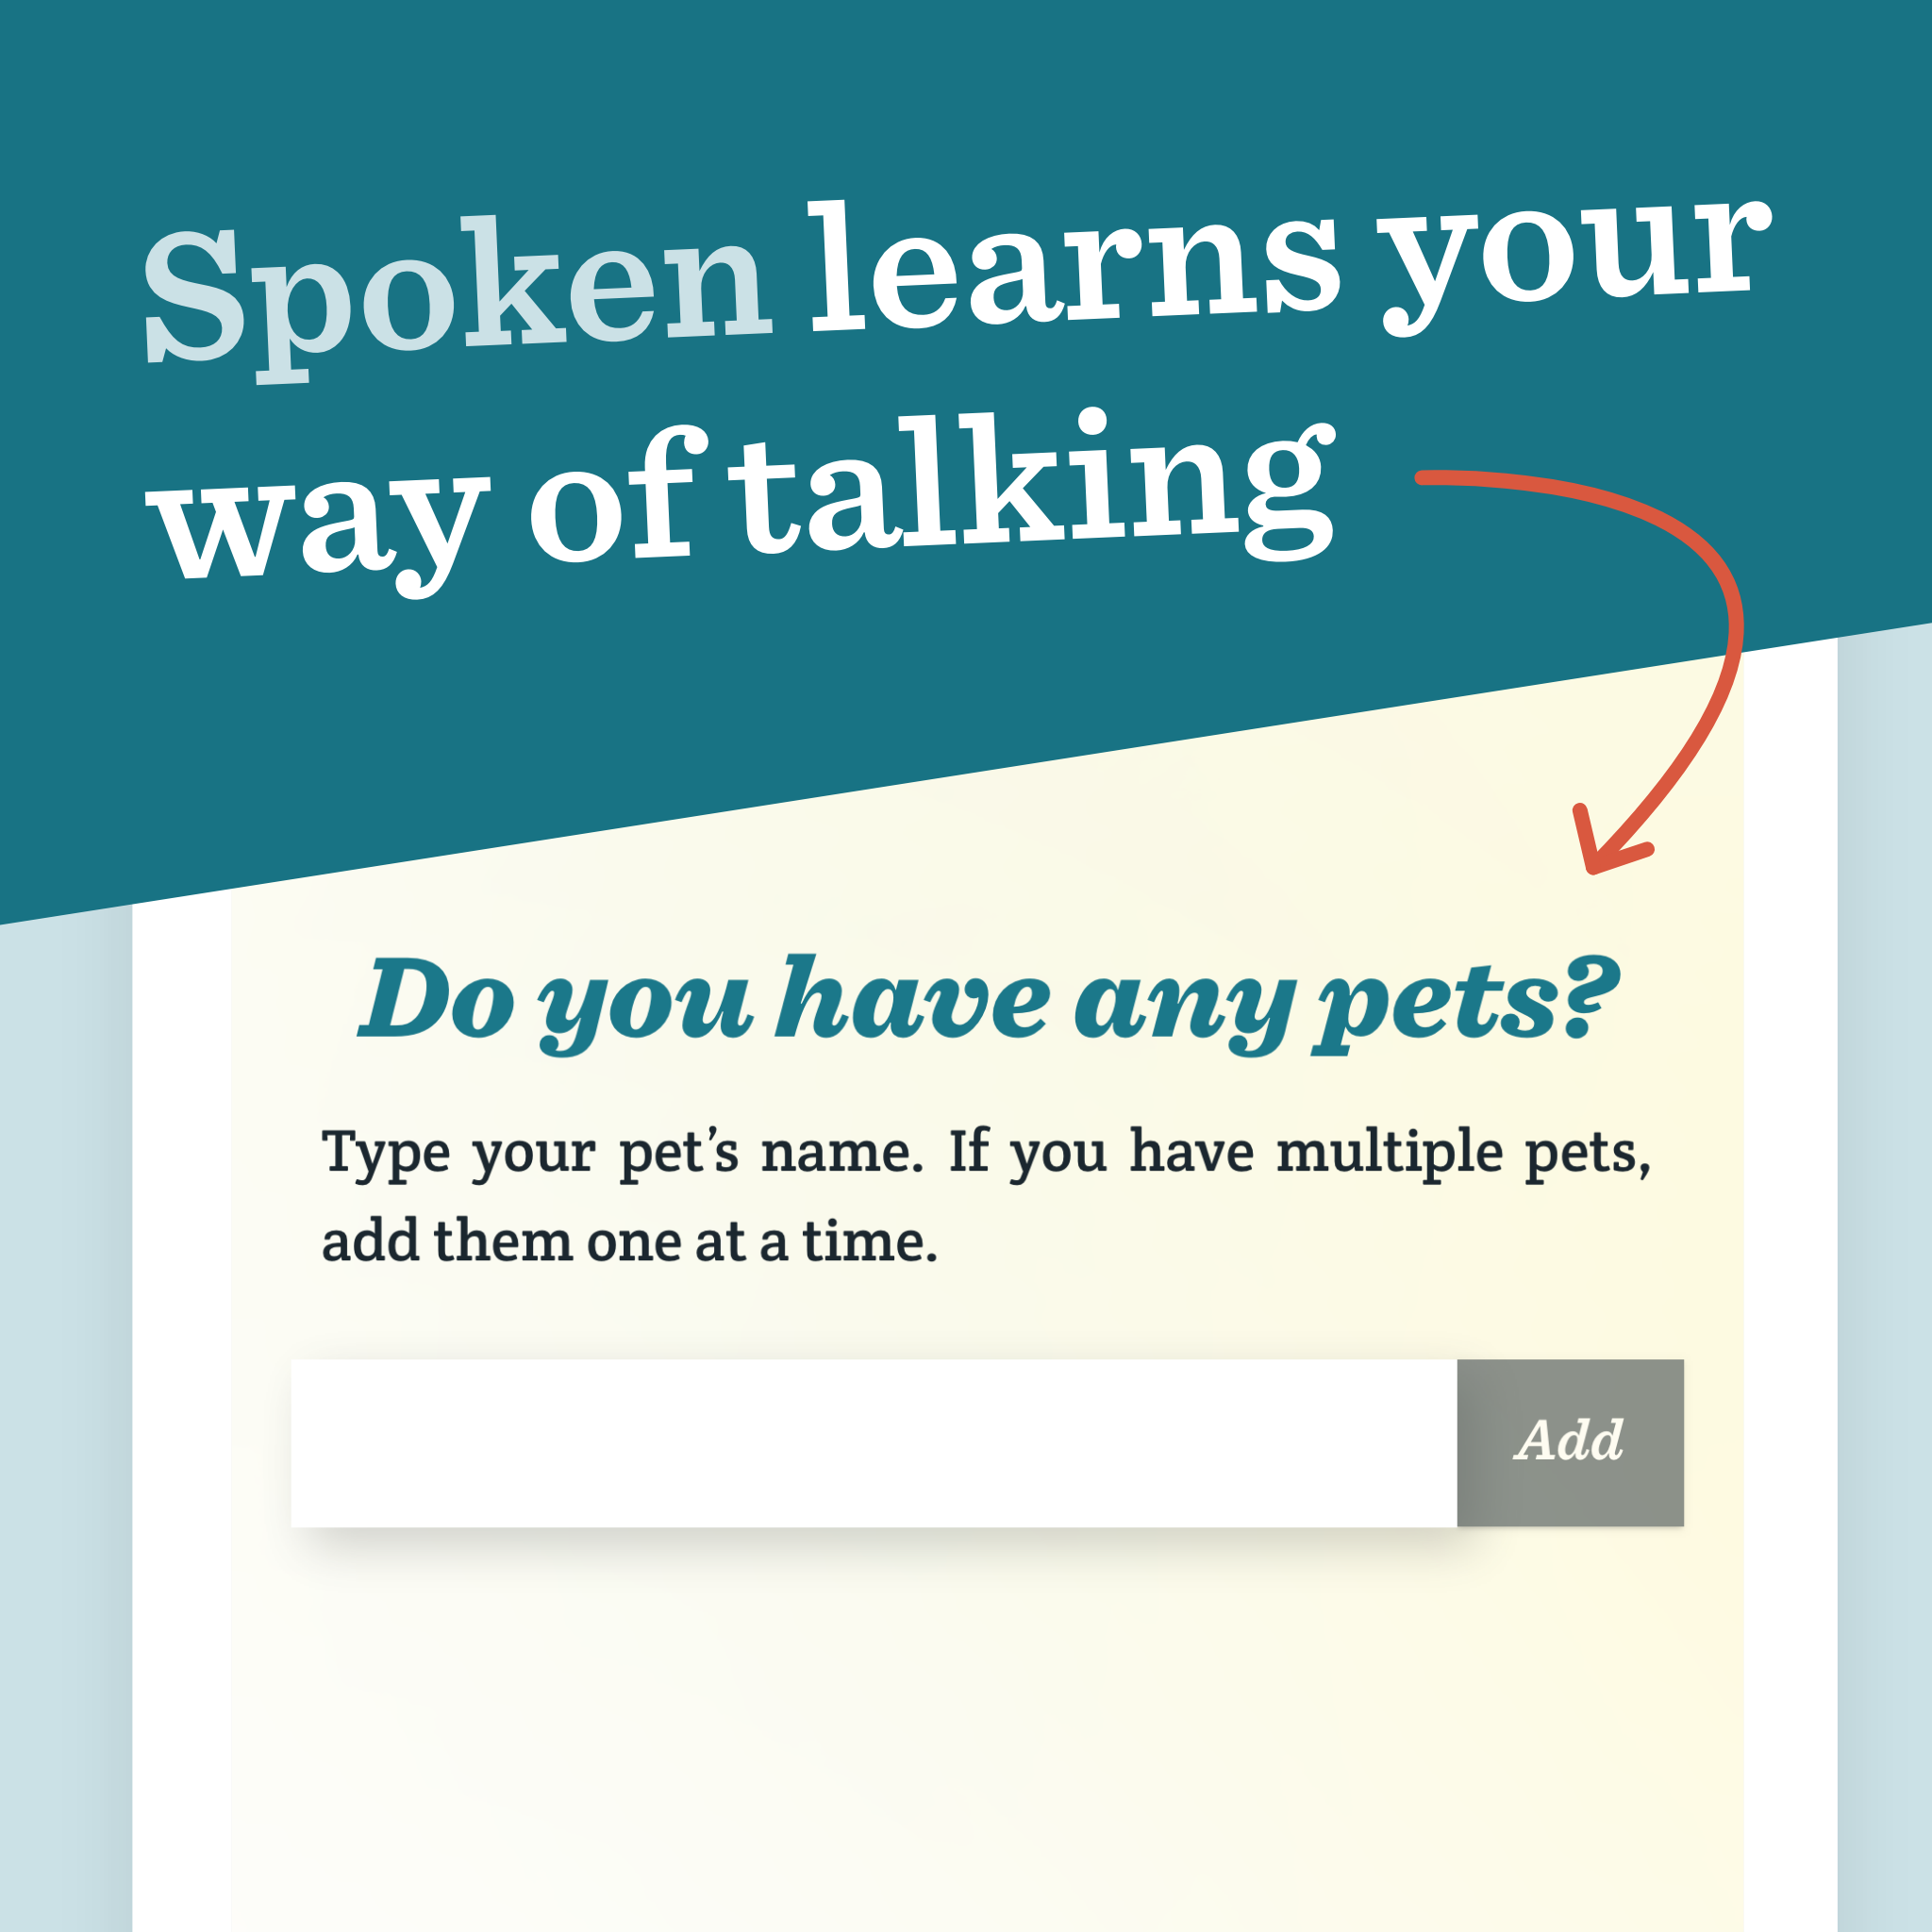 Spoken learns your
way of talking
Do you have any pets?
Type your pet’s name. If you have multiple pets,
add them one at a time.
Add